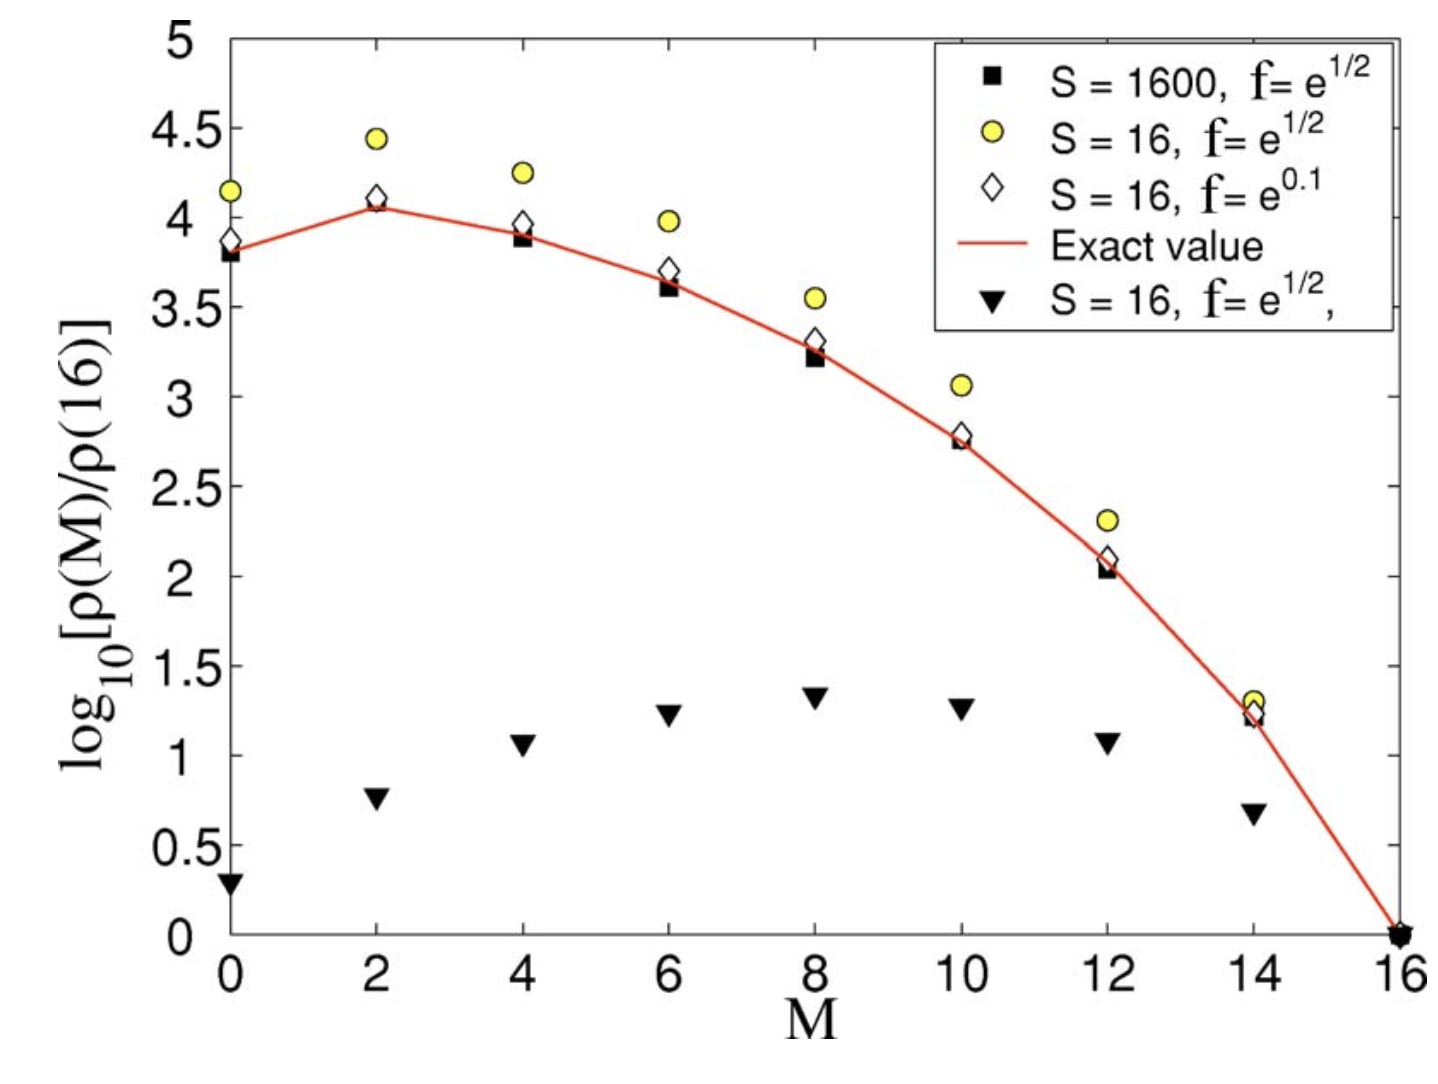 5
4.5
4
3.5
3
2.5
2
1.5
1
0.5
0
log₁₀[ρ(M)/ρ(16)]
S = 1600, f= e^{1/2}
S = 16, f= e^{1/2}
S = 16, f= e^{0.1}
Exact value
S = 16, f= e^{1/2},
0 2 4 6 8 10 12 14 16
M